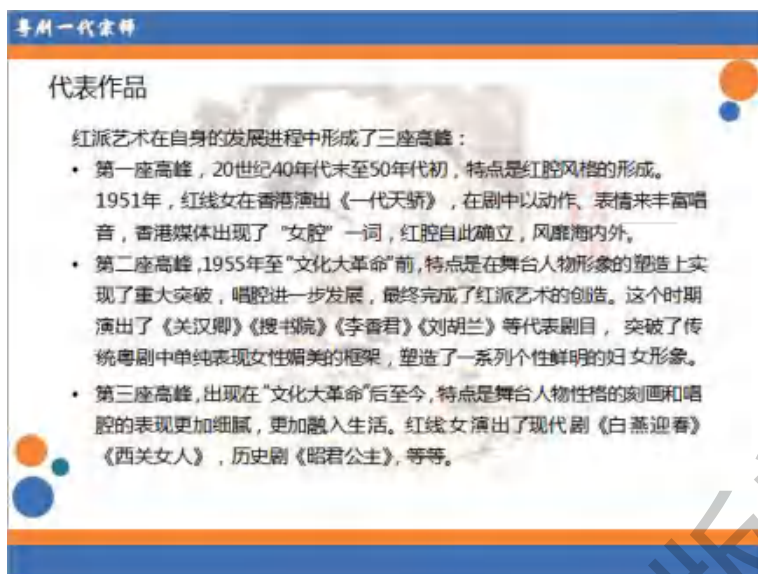 粤剧一代宗师
代表作品
红派艺术在自身的发展进程中形成了三座高峰：
• 第一座高峰，20世纪40年代末至50年代初，特点是红腔风格的形成。
1951年，红线女在香港演出《一代天骄》，在剧中以动作、表情来丰富唱
音，香港媒体出现了“女腔”一词，红腔自此确立，风靡海内外。
• 第二座高峰,1955年至“文化大革命”前,特点是在舞台人物形象的塑造上实
现了重大突破，唱腔进一步发展，最终完成了红派艺术的创造。这个时期
演出了《关汉卿》《搜书院》《李香君》《刘胡兰》等代表剧目， 突破了传
统粤剧中单纯表现女性媚美的框架，塑造了一系列个性鲜明的妇女形象。
• 第三座高峰,出现在“文化大革命”后至今,特点是舞台人物性格的刻画和唱
腔的表现更加细腻，更加融入生活。红线女演出了现代剧《白燕迎春》
《西关女人》，历史剧《昭君公主》,等等。